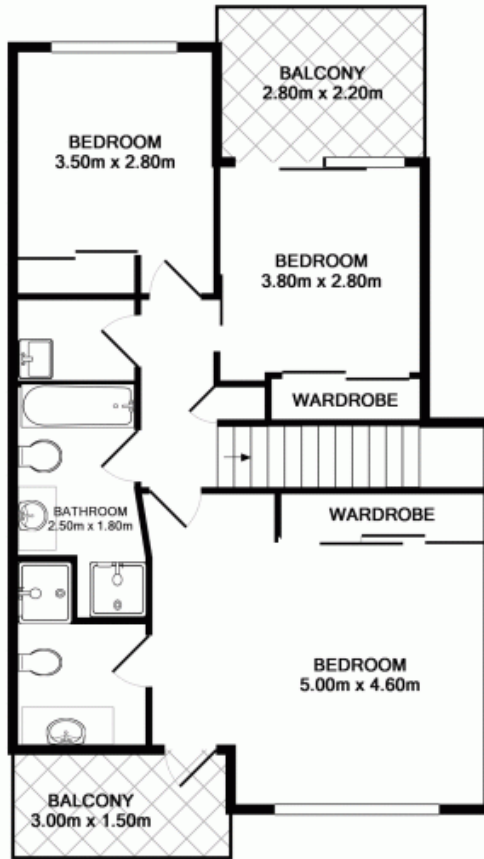 BALCONY
2.80m x 2.20m
BEDROOM
3.50m x 2.80m
BEDROOM
3.80m x 2.80m
WARDROBE
BATHROOM
2.50m x 1.80m
WARDROBE
BEDROOM
5.00m x 4.60m
BALCONY
3.00m x 1.50m